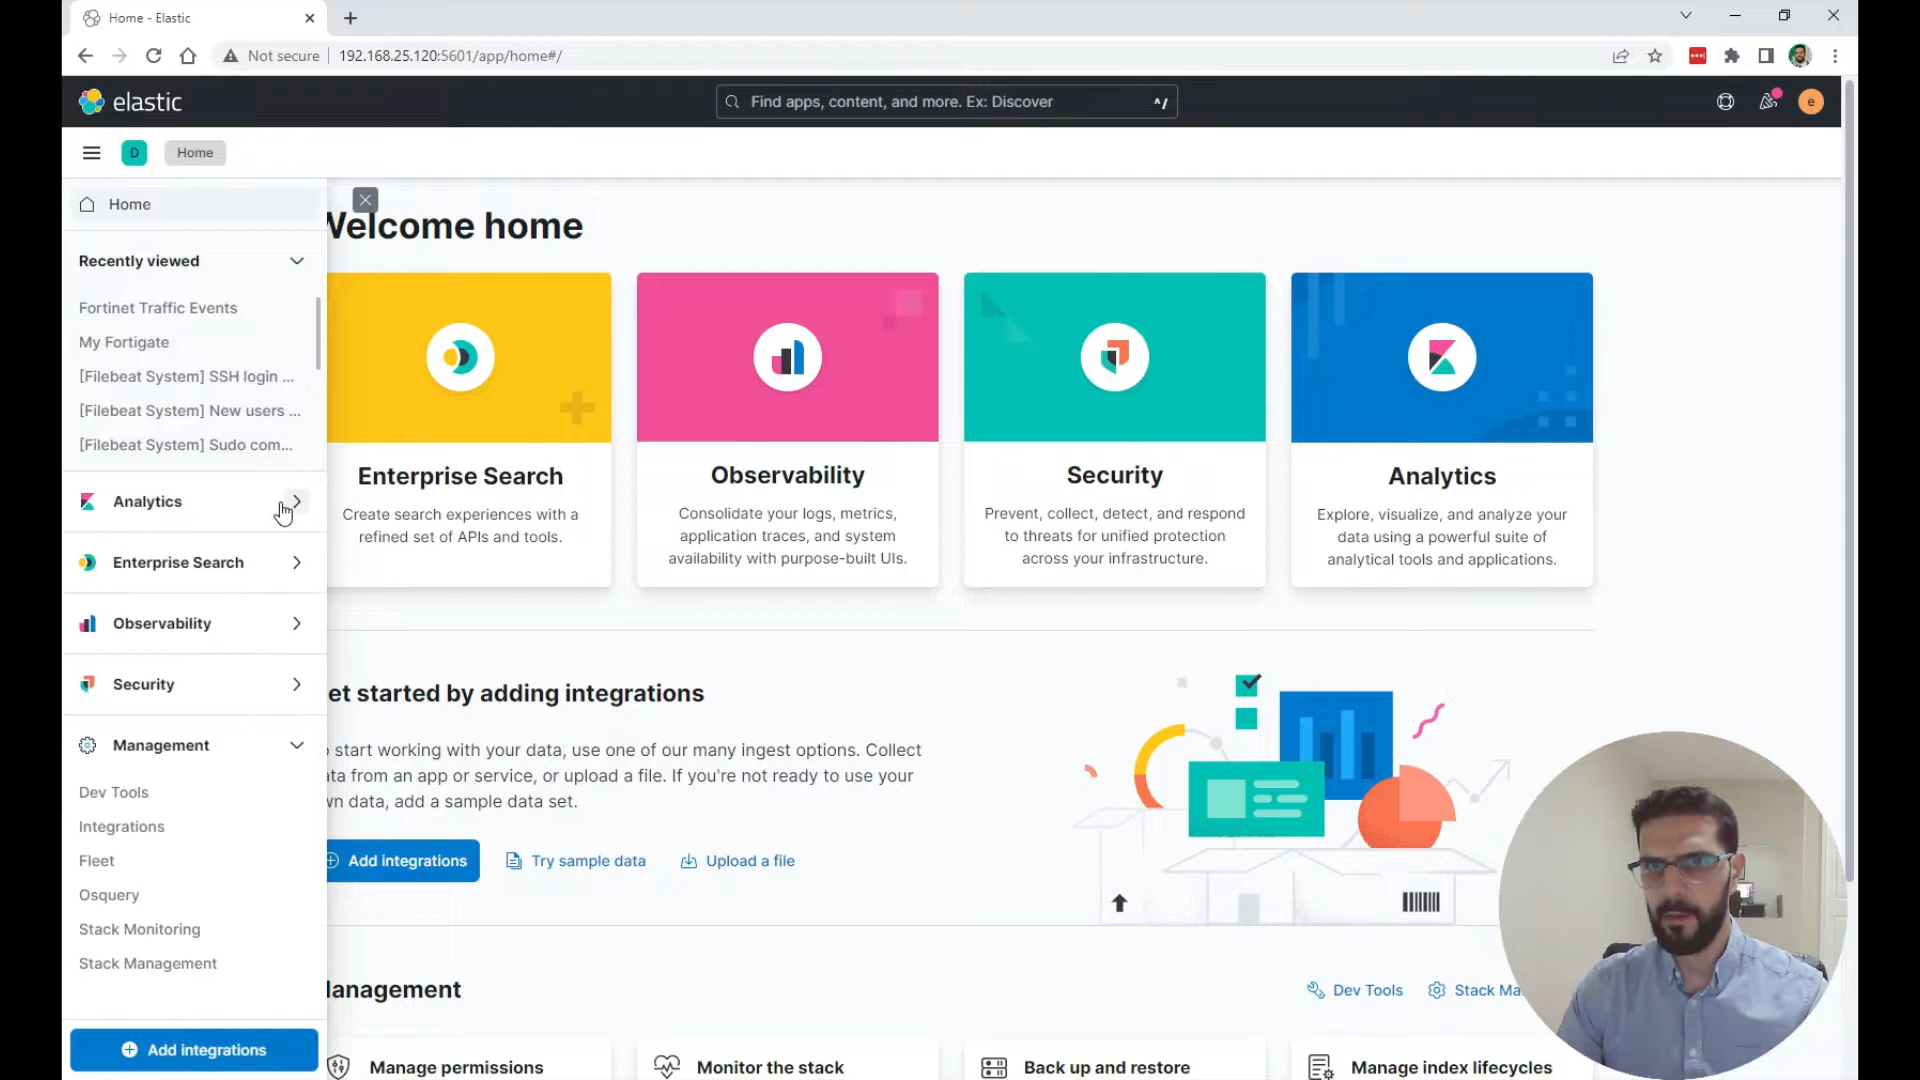 Home - Elastic
Not secure
192.168.25.120:5601/app/home#/
elastic
Find apps, content, and more. Ex: Discover
^/
e
D
Home
Home
Recently viewed
Fortinet Traffic Events
My Fortigate
[Filebeat System] SSH login ...
[Filebeat System] New users ...
[Filebeat System] Sudo com...
Analytics
Enterprise Search
Observability
Security
Management
Dev Tools
Integrations
Fleet
Osquery
Stack Monitoring
Stack Management
Add integrations
Welcome home
Enterprise Search
Create search experiences with a
refined set of APIs and tools.
Observability
Consolidate your logs, metrics,
application traces, and system
availability with purpose-built UIs.
Security
Prevent, collect, detect, and respond
to threats for unified protection
across your infrastructure.
Analytics
Explore, visualize, and analyze your
data using a powerful suite of
analytical tools and applications.
et started by adding integrations
o start working with your data, use one of our many ingest options. Collect
ata from an app or service, or upload a file. If you're not ready to use your
wn data, add a sample data set.
Add integrations
Try sample data
Upload a file
lanagement
Dev Tools
Stack Ma
Manage permissions
Monitor the stack
Back up and restore
Manage index lifecycles